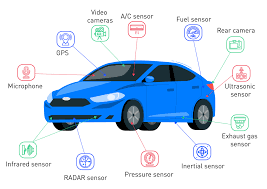 Video
cameras
A/C sensor
Fuel sensor
Rear camera
GPS
Microphone
Ultrasonic
sensor
Exhaust gas
sensor
Infrared
sensor
RADAR sensor
Pressure sensor
Inertial sensor